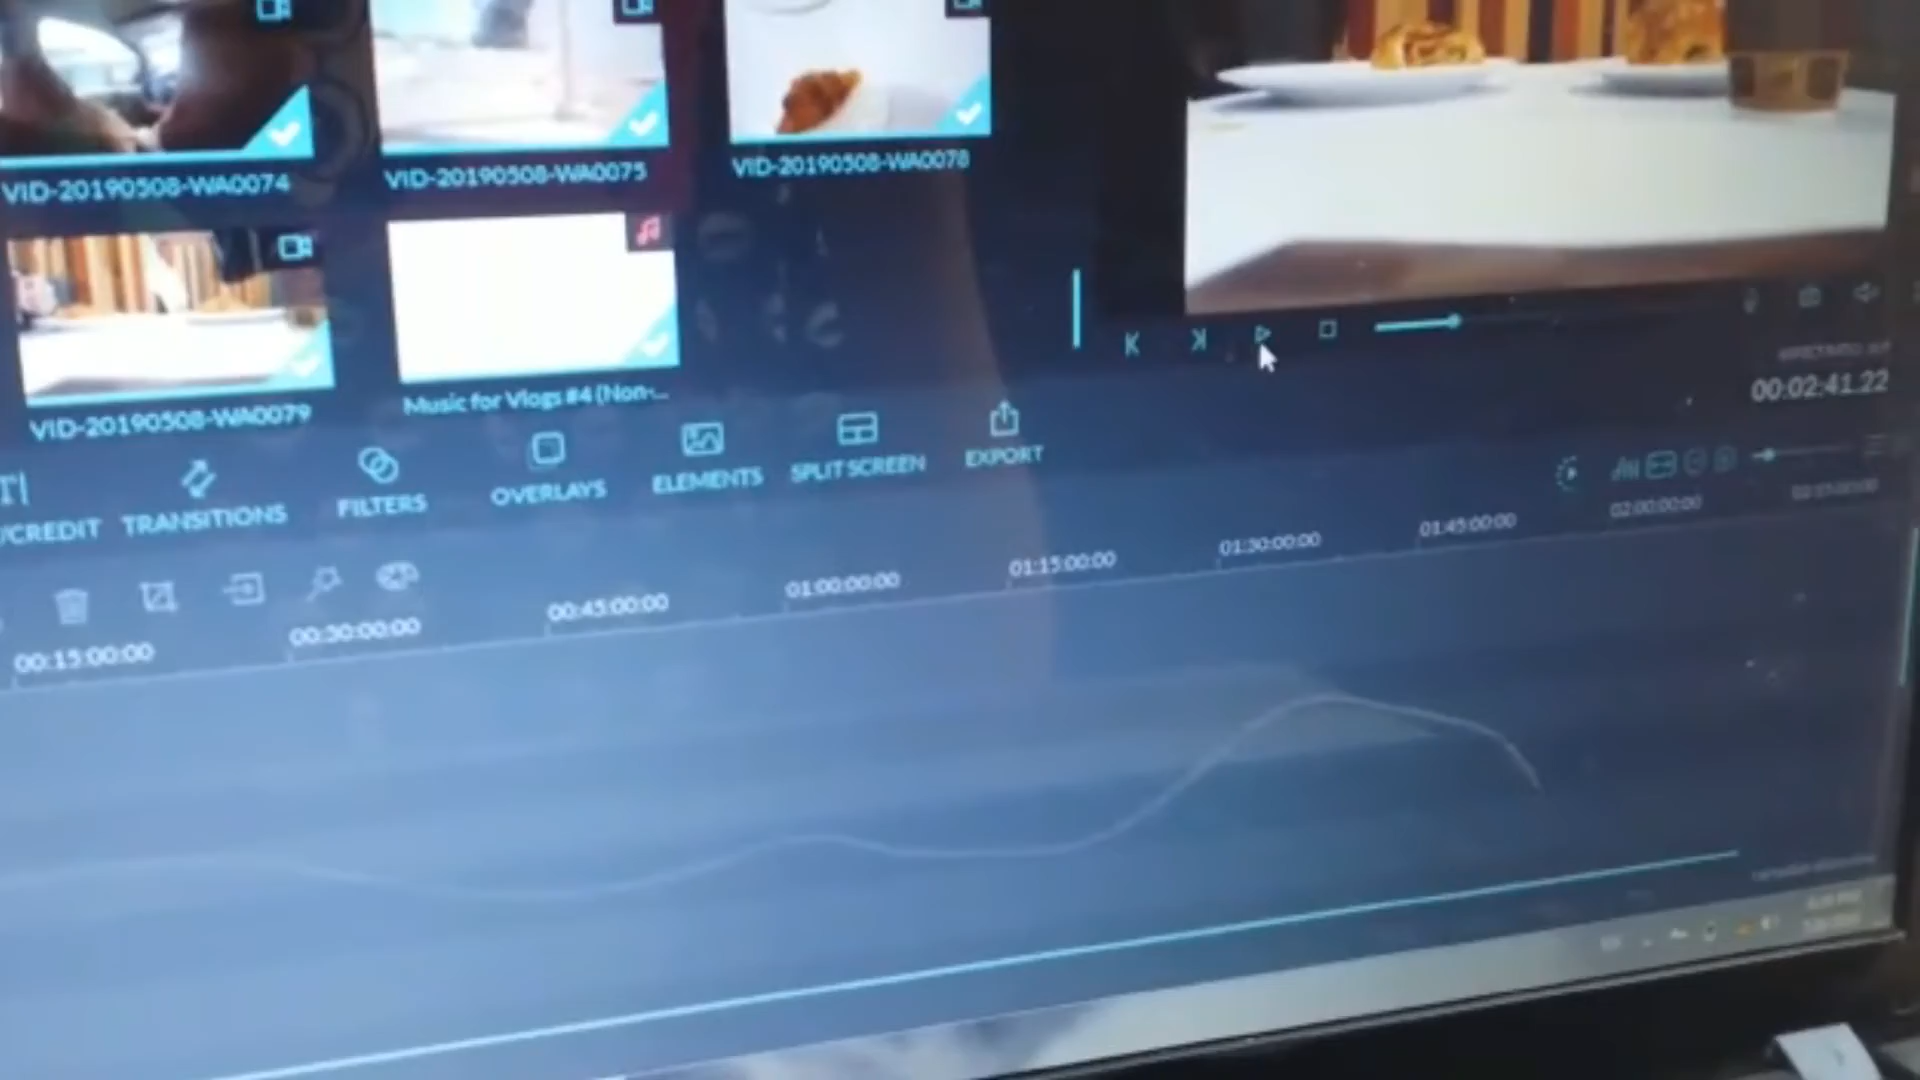 VID-20190508-WA0074
VID-20190508-WA0075
VID-20190508-WA0078
VID-20190508-WA0079
Music for Vlogs #4 (Non-...
00:02:41.22
/CREDIT
TRANSITIONS
FILTERS
OVERLAYS
ELEMENTS
SPLIT SCREEN
EXPORT
00:15:00:00
00:30:00:00
00:45:00:00
01:00:00:00
01:15:00:00
01:30:00:00
01:45:00:00
02:00:00:00